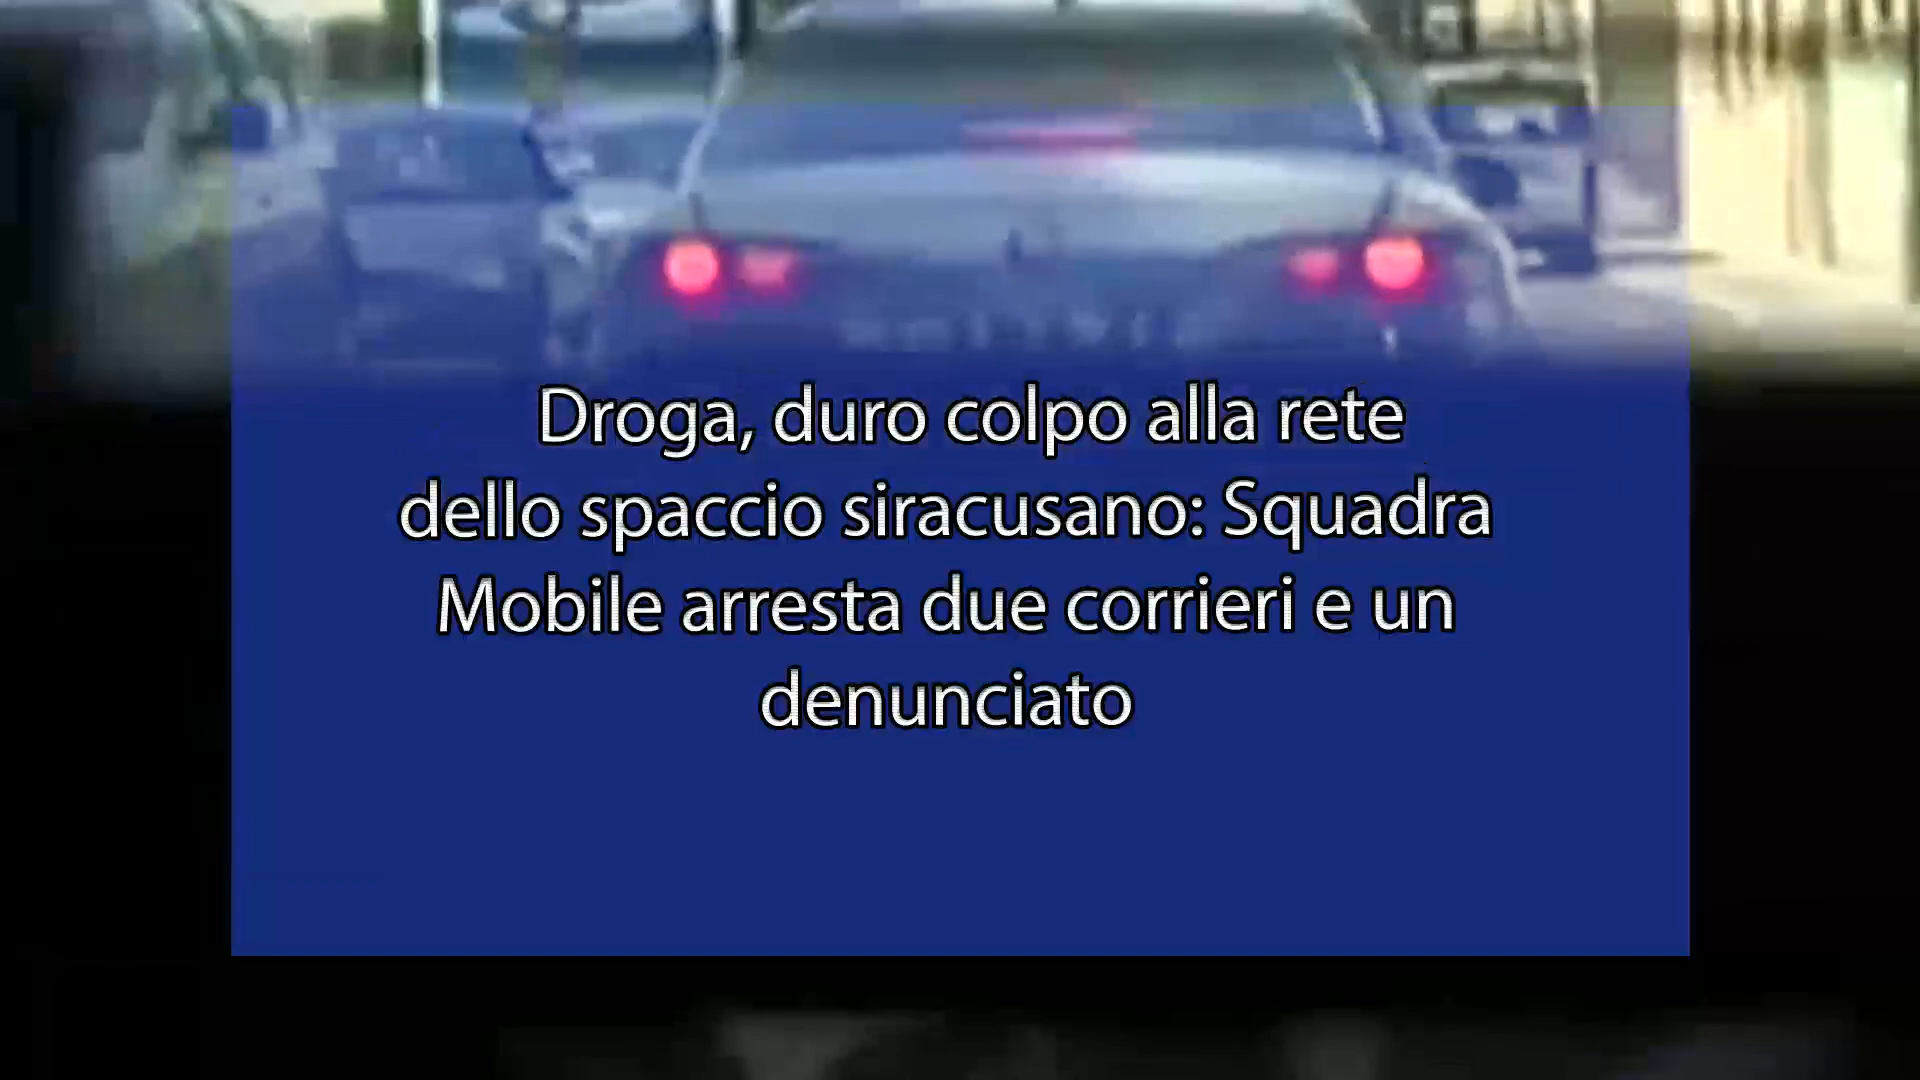 Droga, duro colpo alla rete
dello spaccio siracusano: Squadra
Mobile arresta due corrieri e un
denunciato